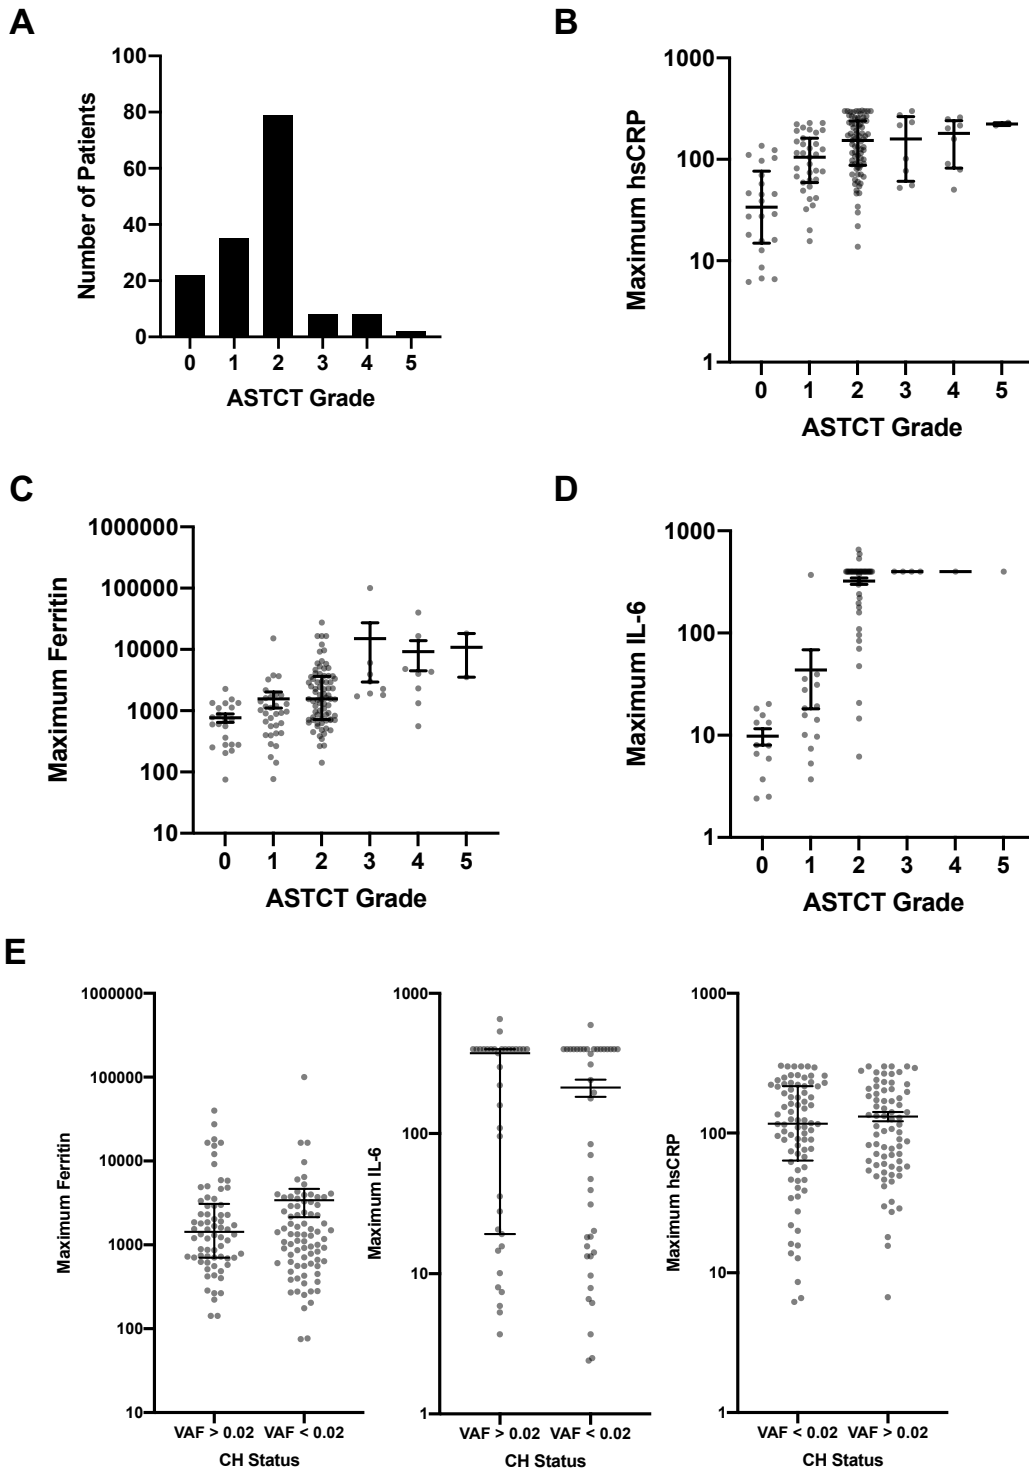 A
100
80
60
40
20
0
Number of Patients
0 1 2 3 4 5
ASTCT Grade
B
1000
100
10
1
Maximum hsCRP
0 1 2 3 4 5
ASTCT Grade
C
1000000
100000
10000
1000
100
10
Maximum Ferritin
0 1 2 3 4 5
ASTCT Grade
D
1000
100
10
1
Maximum IL-6
0 1 2 3 4 5
ASTCT Grade
E
1000000
100000
10000
1000
100
10
Maximum Ferritin
VAF > 0.02 VAF < 0.02
CH Status
1000
100
10
1
Maximum IL-6
VAF > 0.02 VAF < 0.02
CH Status
1000
100
10
1
Maximum hsCRP
VAF < 0.02 VAF > 0.02
CH Status